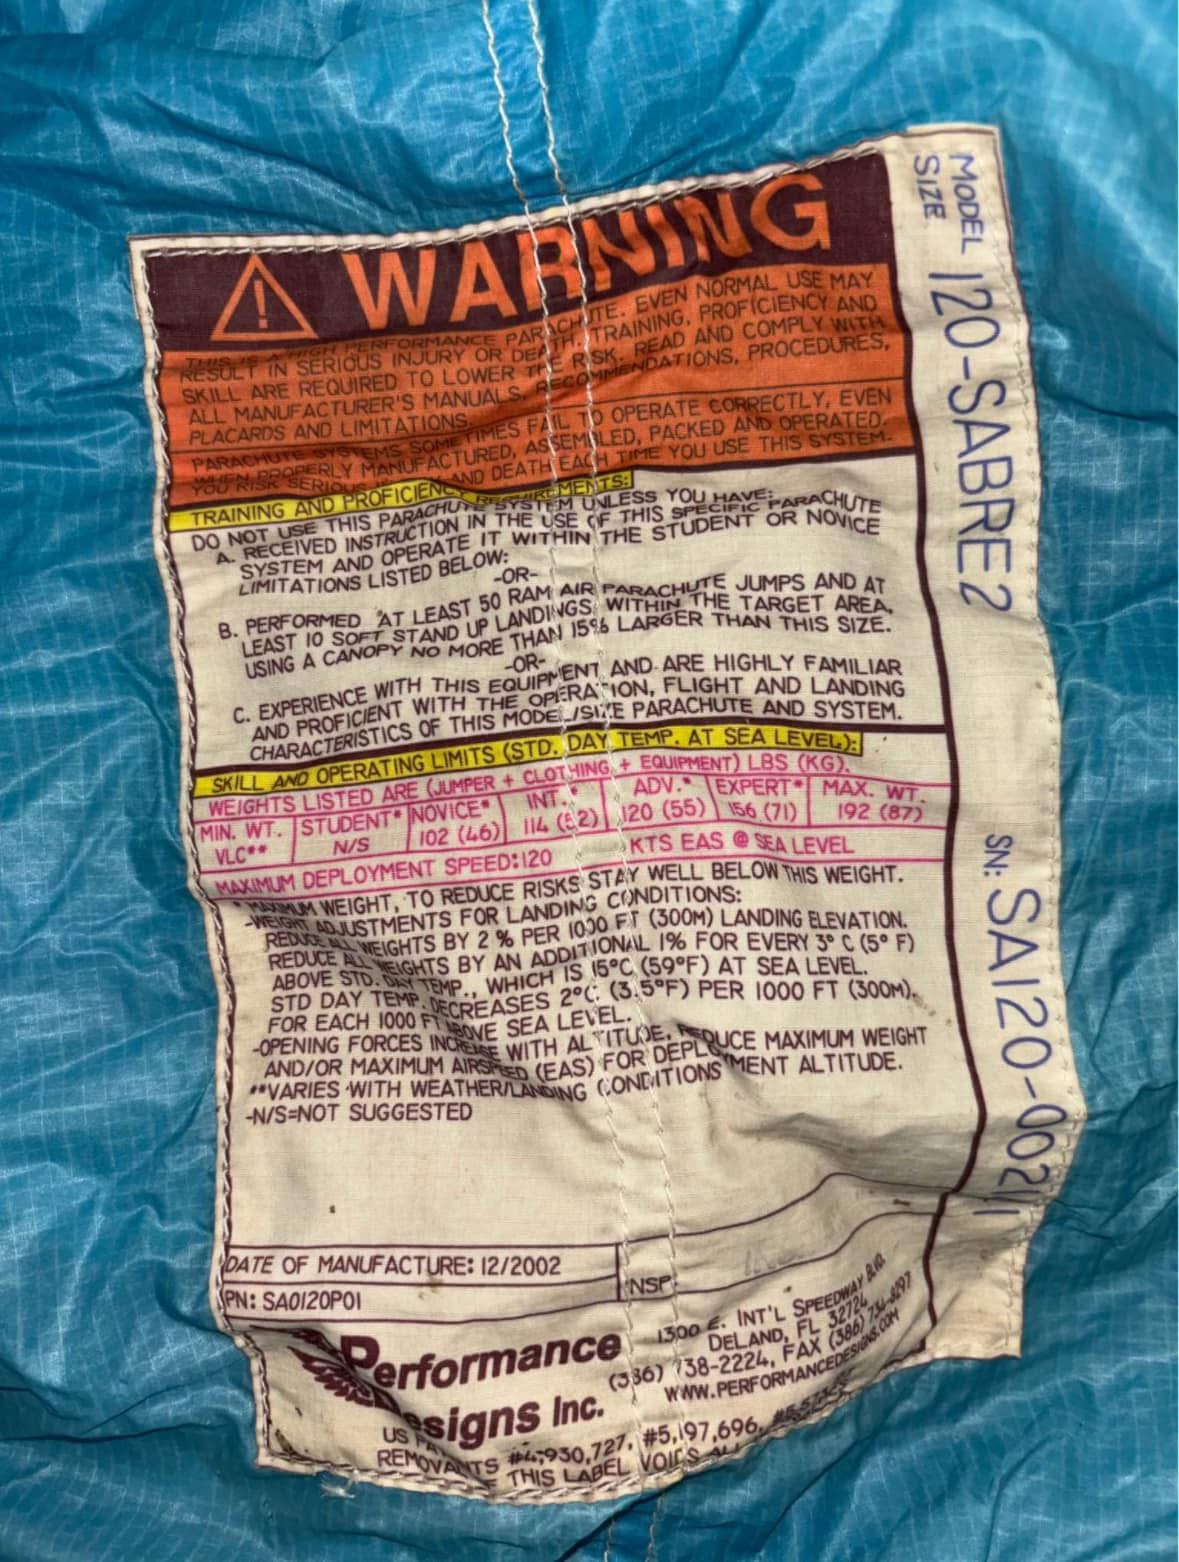 WARNING
THIS IS A HIGH PERFORMANCE PARACHUTE. EVEN NORMAL USE MAY
RESULT IN SERIOUS INJURY OR DEATH. TRAINING, PROFICIENCY AND
SKILL ARE REQUIRED TO LOWER THE RISK. READ AND COMPLY WITH
ALL MANUFACTURER'S MANUALS, RECOMMENDATIONS, PROCEDURES,
PLACARDS AND LIMITATIONS.
PARACHUTE SYSTEMS SOMETIMES FAIL TO OPERATE CORRECTLY, EVEN
WHEN PROPERLY MANUFACTURED, ASSEMBLED, PACKED AND OPERATED.
YOU RISK SERIOUS AND DEATH EACH TIME YOU USE THIS SYSTEM.
TRAINING AND PROFICIENCY REQUIREMENTS:
DO NOT USE THIS PARACHUTE SYSTEM UNLESS YOU HAVE:
A. RECEIVED INSTRUCTION IN THE USE OF THIS SPECIFIC PARACHUTE
SYSTEM AND OPERATE IT WITHIN THE STUDENT OR NOVICE
LIMITATIONS LISTED BELOW:
-OR-
B. PERFORMED AT LEAST 50 RAM AIR PARACHUTE JUMPS AND AT
LEAST 10 SOFT STAND UP LANDINGS WITHIN THE TARGET AREA,
USING A CANOPY NO MORE THAN 15% LARGER THAN THIS SIZE.
-OR-
C. EXPERIENCE WITH THIS EQUIPMENT AND ARE HIGHLY FAMILIAR
AND PROFICIENT WITH THE OPERATION, FLIGHT AND LANDING
CHARACTERISTICS OF THIS MODEL/SIZE PARACHUTE AND SYSTEM.
SKILL AND OPERATING LIMITS (STD. DAY TEMP. AT SEA LEVEL):
WEIGHTS LISTED ARE (JUMPER + CLOTHING + EQUIPMENT) LBS (KG).
MIN. WT. STUDENT* NOVICE* INT.* ADV.* EXPERT* MAX. WT.
VLC** N/S 102 (46) 114 (52) 120 (55) 156 (71) 192 (87)
MAXIMUM DEPLOYMENT SPEED: 120 KTS EAS @ SEA LEVEL
MAXIMUM WEIGHT, TO REDUCE RISKS STAY WELL BELOW THIS WEIGHT.
-WEIGHT ADJUSTMENTS FOR LANDING CONDITIONS:
REDUCE ALL WEIGHTS BY 2 % PER 1000 FT (300M) LANDING ELEVATION.
REDUCE ALL WEIGHTS BY AN ADDITIONAL 1% FOR EVERY 3° C (5° F)
ABOVE STD. DAY TEMP., WHICH IS 15°C (59°F) AT SEA LEVEL.
STD DAY TEMP. DECREASES 2°C (3.5°F) PER 1000 FT (300M).
FOR EACH 1000 FT ABOVE SEA LEVEL.
-OPENING FORCES INCREASE WITH ALTITUDE, REDUCE MAXIMUM WEIGHT
AND/OR MAXIMUM AIRSPEED (EAS) FOR DEPLOYMENT ALTITUDE.
**VARIES WITH WEATHER/LANDING CONDITIONS
-N/S=NOT SUGGESTED
DATE OF MANUFACTURE: 12/2002
PN: SA0120P01
INSP:
Performance
Designs Inc.
1300 E. INT'L SPEEDWAY BLVD.
DELAND, FL 32724
(386) 738-2224, FAX (386) 734-8297
WWW.PERFORMANCEDESIGNS.COM
US #4,930,727, #5,197,696,
THIS LABEL VOIDS
MODEL 120-SABRE2
SIZE
SN: